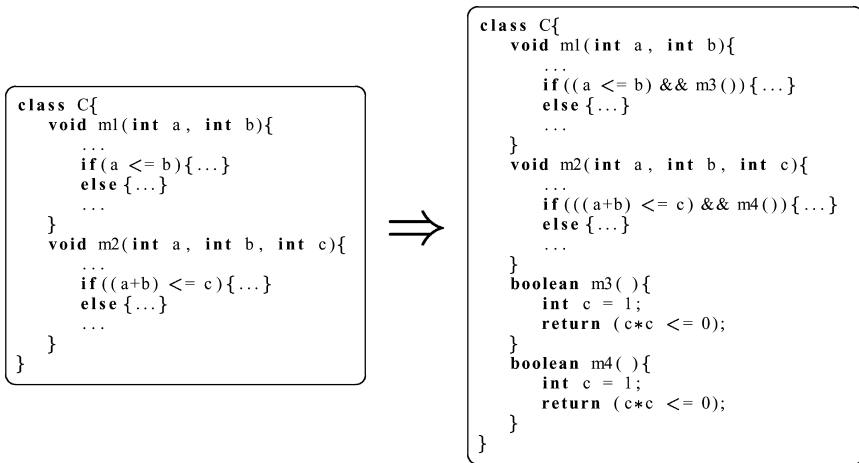 class C{
void m1(int a, int b){
...
if(a <= b){...}
else{...}
...
}
void m2(int a, int b, int c){
...
if((a+b) <= c){...}
else{...}
...
}
}
⇒
class C{
void m1(int a, int b){
...
if((a <= b) && m3()){...}
else{...}
...
}
void m2(int a, int b, int c){
...
if(((a+b) <= c) && m4()){...}
else{...}
...
}
boolean m3( ){
int c = 1;
return (c*c <= 0);
}
boolean m4( ){
int c = 1;
return (c*c <= 0);
}
}